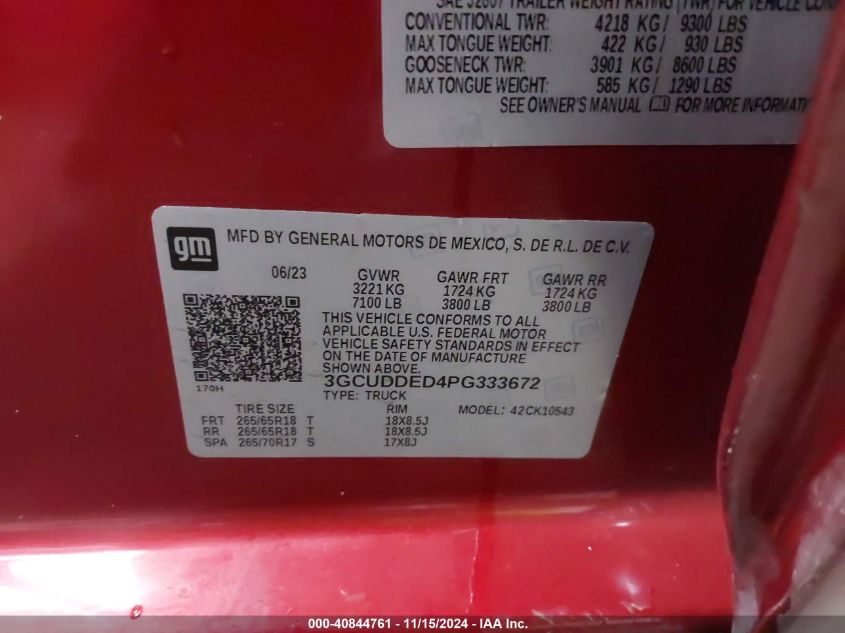 SAE J2807 TRAILER WEIGHT RATING (TWR) FOR VEHICLE
CONVENTIONAL TWR: 4218 KG/ 9300 LBS
MAX TONGUE WEIGHT: 422 KG/ 930 LBS
GOOSENECK TWR: 3901 KG/ 8600 LBS
MAX TONGUE WEIGHT: 585 KG/ 1290 LBS
SEE OWNER'S MANUAL FOR MORE INFORMATI
gm MFD BY GENERAL MOTORS DE MEXICO, S. DE R.L. DE C.V.
06/23 GVWR GAWR FRT GAWR RR
3221 KG 1724 KG 1724 KG
7100 LB 3800 LB 3800 LB
THIS VEHICLE CONFORMS TO ALL
APPLICABLE U.S. FEDERAL MOTOR
VEHICLE SAFETY STANDARDS IN EFFECT
ON THE DATE OF MANUFACTURE
SHOWN ABOVE.
170H 3GCUDDED4PG333672
TYPE: TRUCK
TIRE SIZE RIM MODEL: 42CK10543
FRT 265/65R18 T 18X8.5J
RR 265/65R18 T 18X8.5J
SPA 265/70R17 S 17X8J
000-40844761 - 11/15/2024 - IAA Inc.